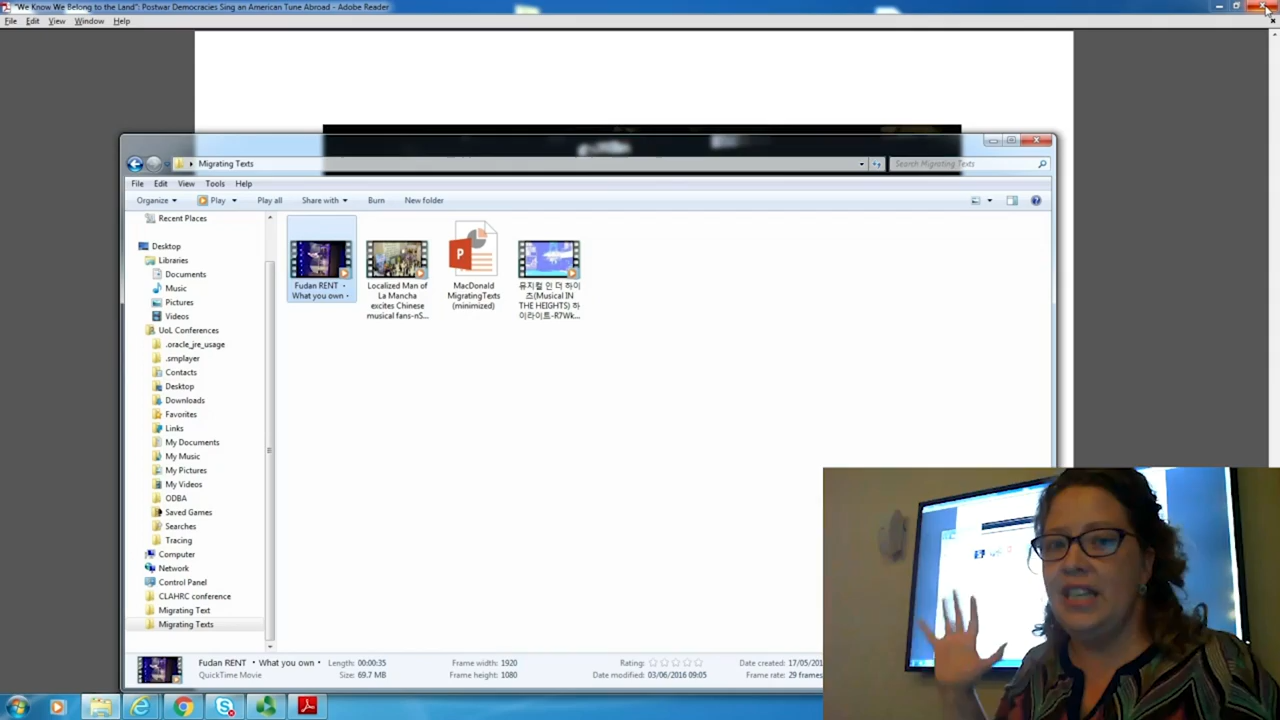 "We Know We Belong to the Land": Postwar Democracies Sing an American Tune Abroad - Adobe Reader
File Edit View Window Help
Migrating Texts
Search Migrating Texts
File Edit View Tools Help
Organize Play Play all Share with Burn New folder
Recent Places
Desktop
Libraries
Documents
Music
Pictures
Videos
UoL Conferences
.oracle_jre_usage
.smplayer
Contacts
Desktop
Downloads
Favorites
Links
My Documents
My Music
My Pictures
My Videos
ODBA
Saved Games
Searches
Tracing
Computer
Network
Control Panel
CLAHRC conference
Migrating Text
Migrating Texts
Fudan RENT •
What you own •
Localized Man of
La Mancha
excites Chinese
musical fans-nS...
P
MacDonald
MigratingTexts
(minimized)
뮤지컬 인 더 하이
츠(Musical IN
THE HEIGHTS) 하
이라이트-R7Wk...
Fudan RENT • What you own • Length: 00:00:35 Frame width: 1920 Rating: Date created: 17/05/201
QuickTime Movie Size: 69.7 MB Frame height: 1080 Date modified: 03/06/2016 09:05 Frame rate: 29 frames